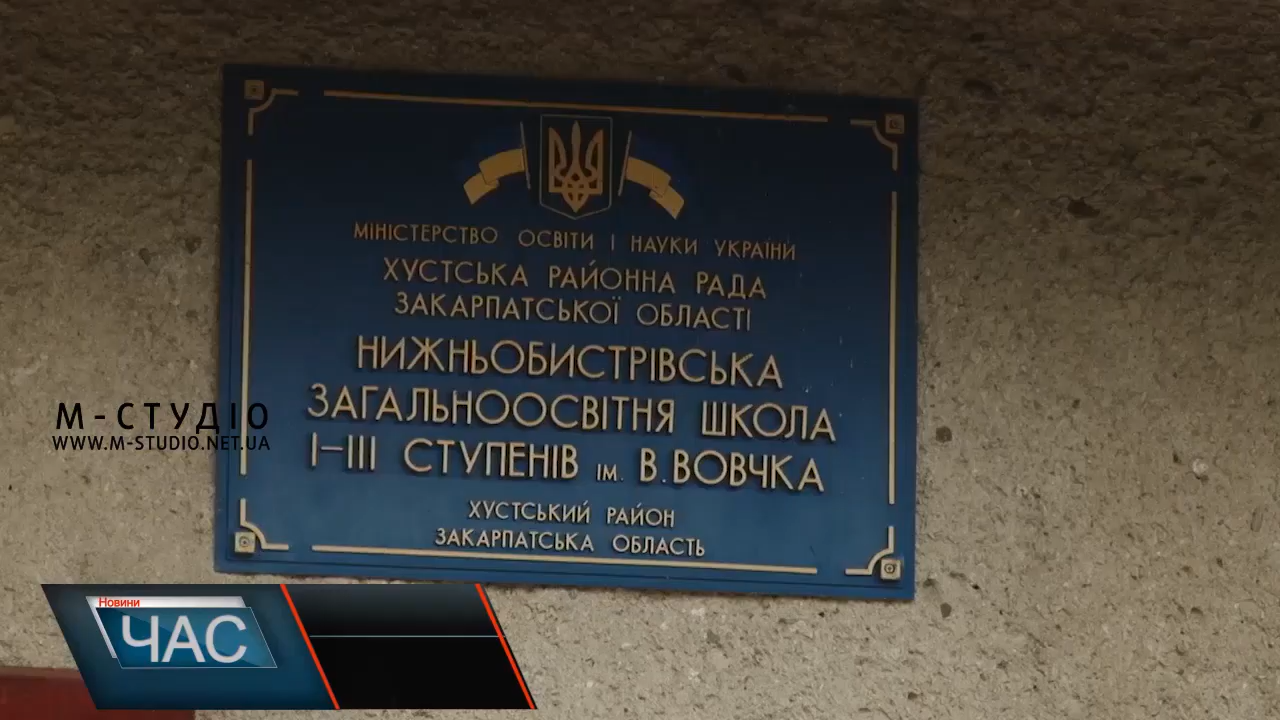 МІНІСТЕРСТВО ОСВІТИ І НАУКИ УКРАЇНИ
ХУСТСЬКА РАЙОННА РАДА
ЗАКАРПАТСЬКОЇ ОБЛАСТІ
НИЖНЬОБИСТРІВСЬКА
ЗАГАЛЬНООСВІТНЯ ШКОЛА
І-ІІІ СТУПЕНІВ ІМ. В.ВОВЧКА
ХУСТСЬКИЙ РАЙОН
ЗАКАРПАТСЬКА ОБЛАСТЬ
М-СТУДІО
WWW.M-STUDIO.NET.UA
Новини
ЧАС